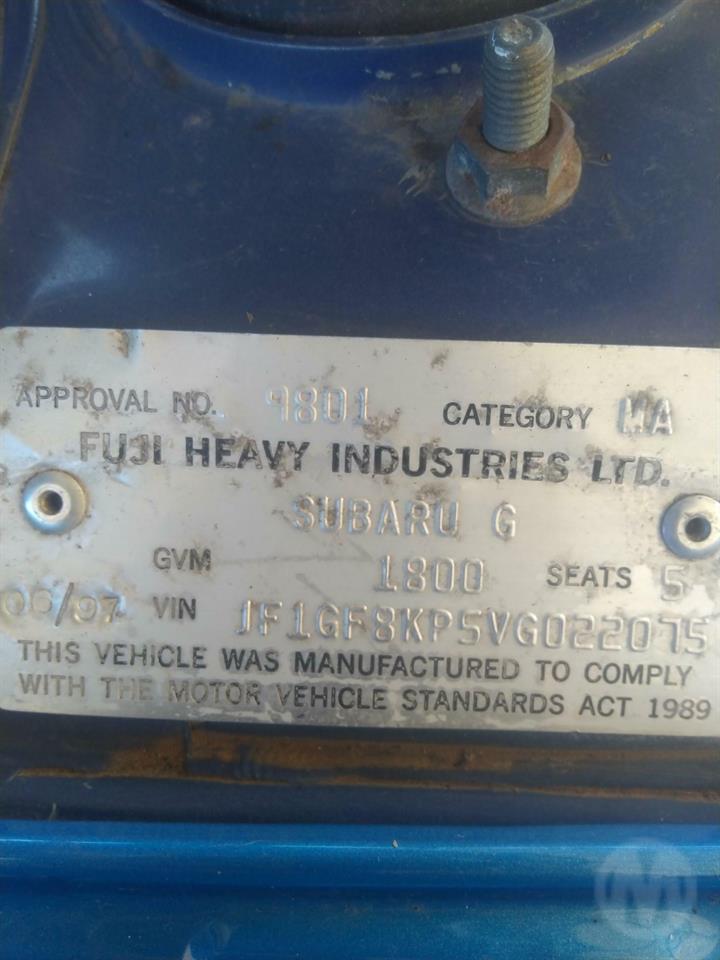 APPROVAL NO. 9801 CATEGORY MA
FUJI HEAVY INDUSTRIES LTD.
SUBARU G
GVM 1800 SEATS 5
06/97 VIN JF1GF8KP5VG022075
THIS VEHICLE WAS MANUFACTURED TO COMPLY
WITH THE MOTOR VEHICLE STANDARDS ACT 1989
M